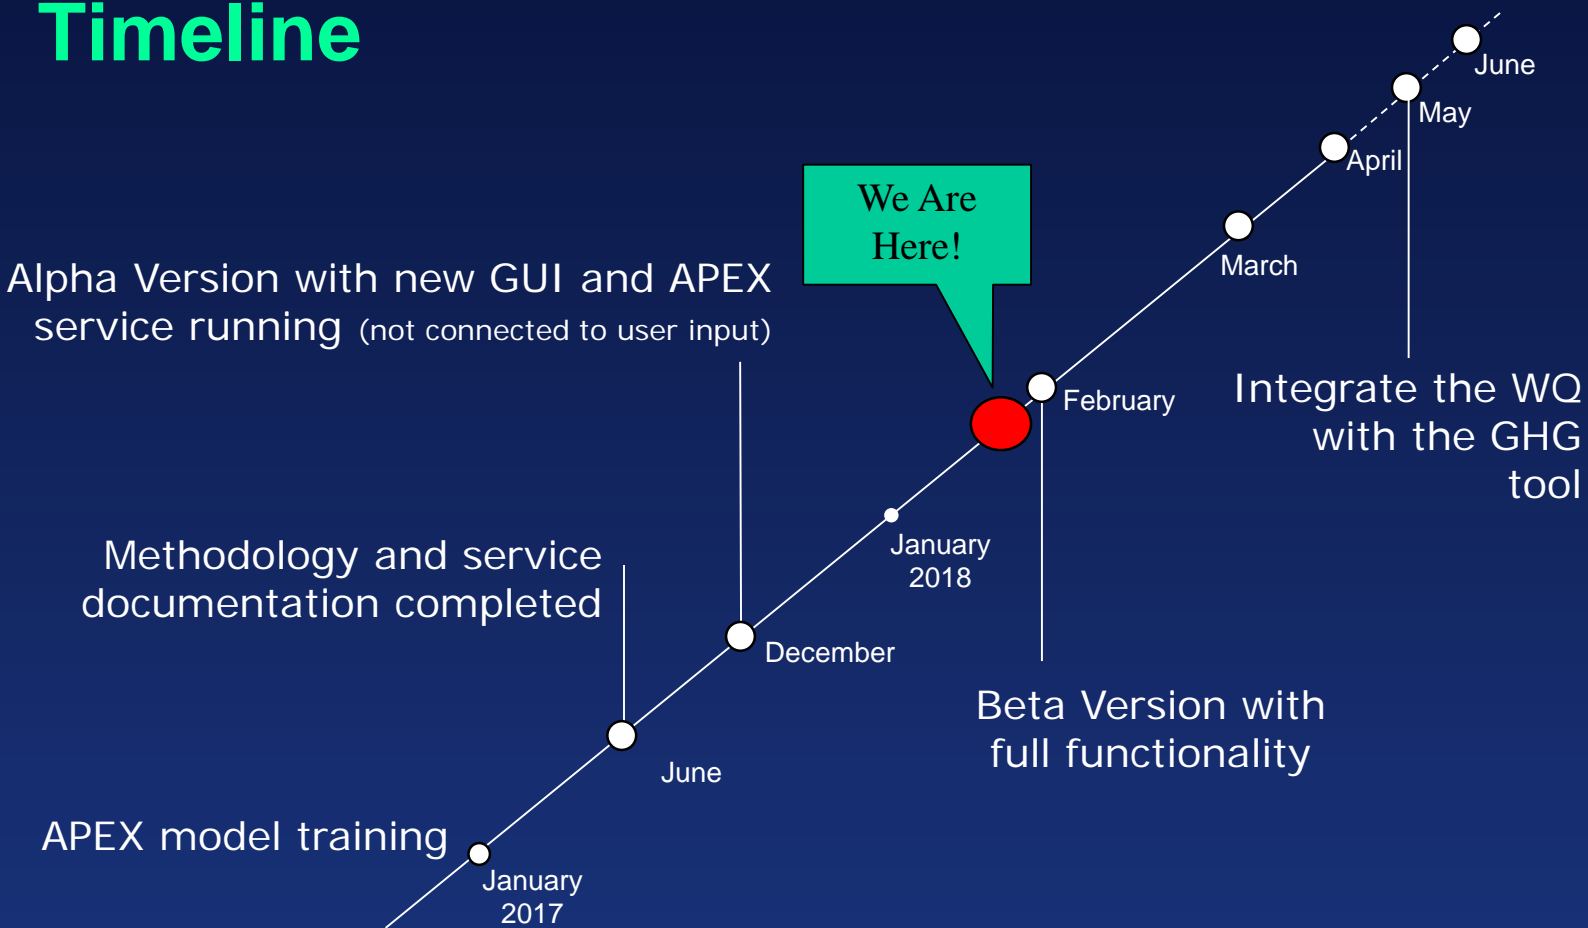 Timeline
June
May
April
We Are
Here!
March
Alpha Version with new GUI and APEX
service running (not connected to user input)
February
Integrate the WQ
with the GHG
tool
January
2018
Methodology and service
documentation completed
December
Beta Version with
full functionality
June
APEX model training
January
2017